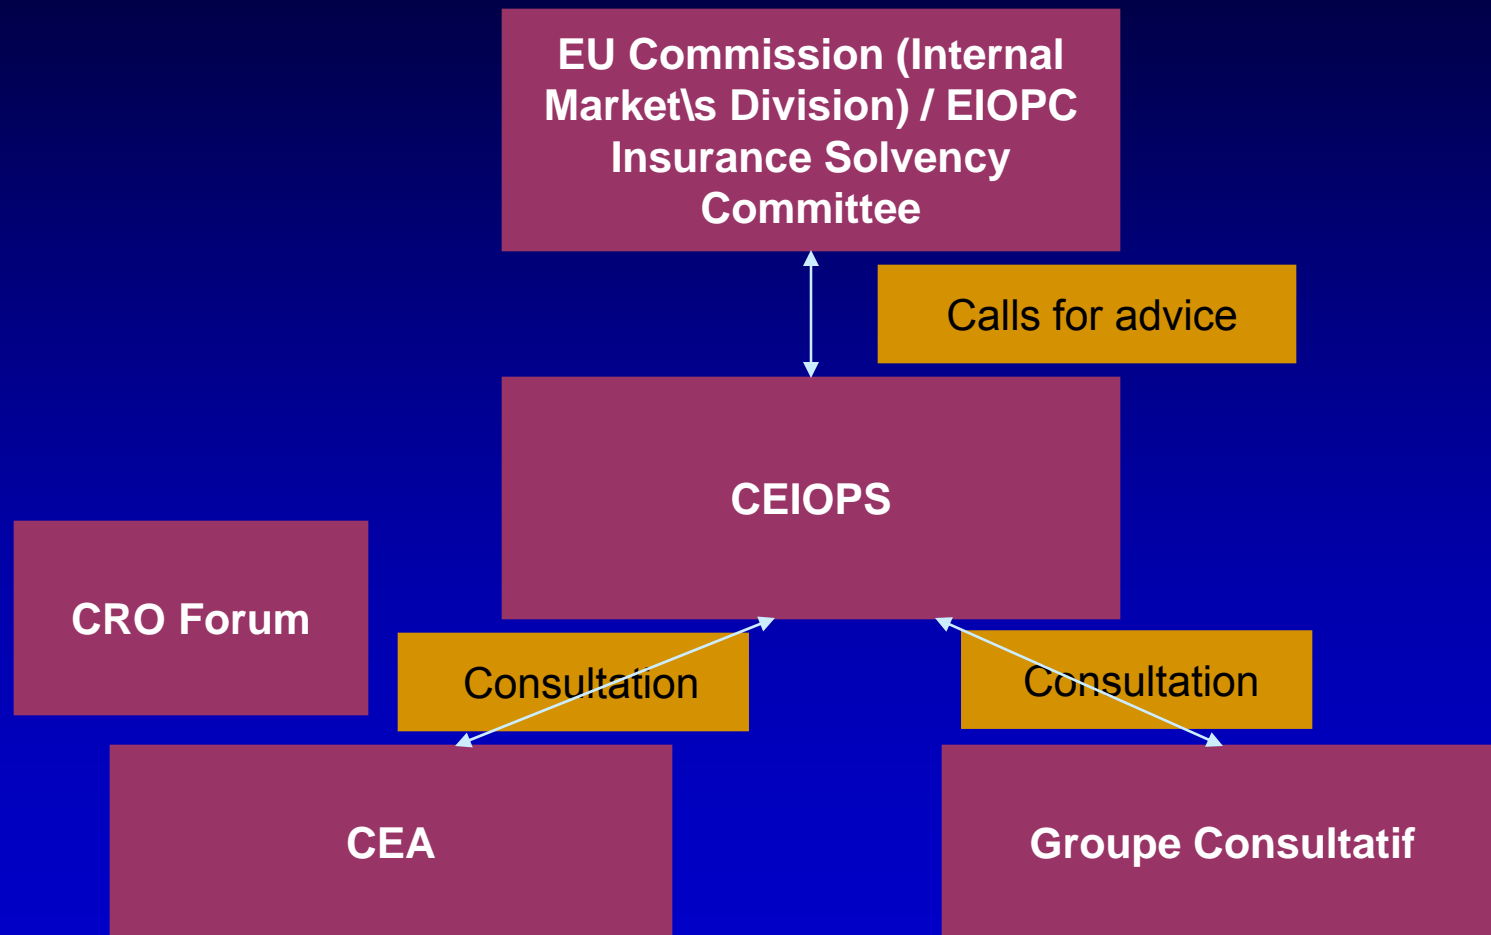 EU Commission (Internal
Market\s Division) / EIOPC
Insurance Solvency
Committee
Calls for advice
CEIOPS
CRO Forum
Consultation
Consultation
CEA
Groupe Consultatif